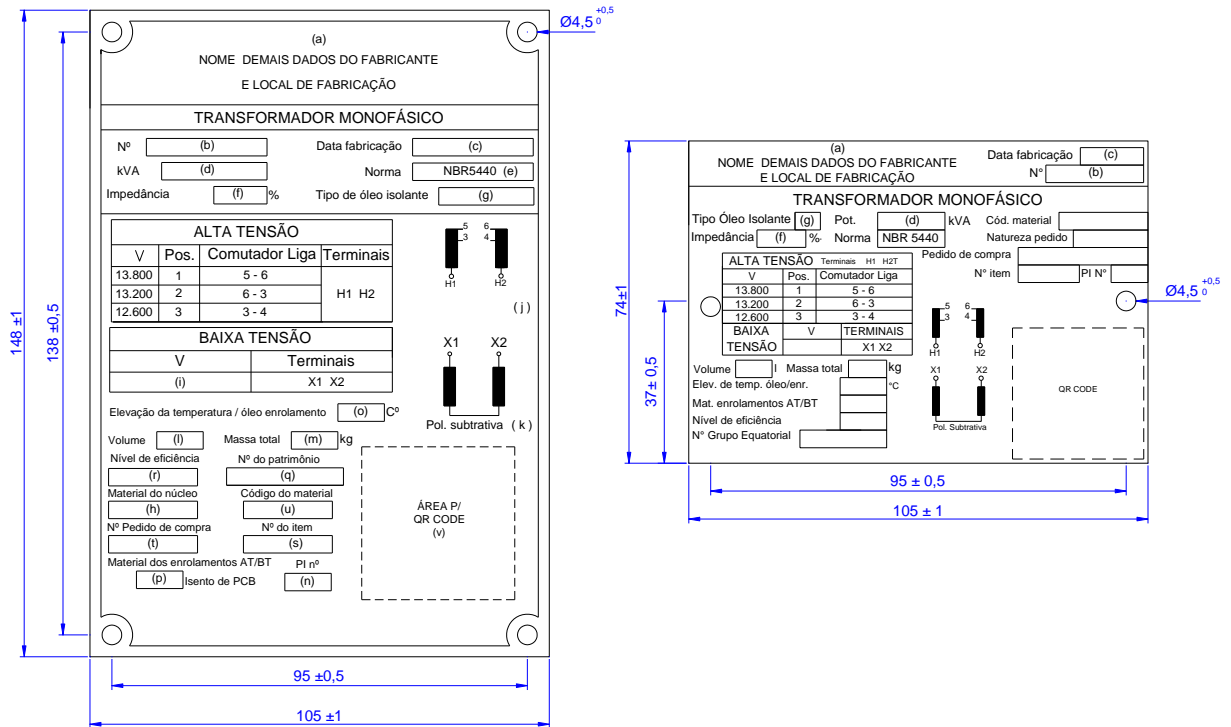 (a)
NOME DEMAIS DADOS DO FABRICANTE
E LOCAL DE FABRICAÇÃO
TRANSFORMADOR MONOFÁSICO
Nº (b) Data fabricação (c)
kVA (d) Norma NBR5440 (e)
Impedância (f) % Tipo de óleo isolante (g)
ALTA TENSÃO
V Pos. Comutador Liga Terminais
13.800 1 5 - 6
13.200 2 6 - 3 H1 H2
12.600 3 3 - 4
5 6
3 4
H1 H2
( j )
BAIXA TENSÃO
V Terminais
(i) X1 X2
X1 X2
Pol. subtrativa ( k )
Elevação da temperatura / óleo enrolamento (o) Cº
Volume (l) Massa total (m) kg
Nível de eficiência Nº do patrimônio
(r) (q)
Material do núcleo Código do material
(h) (u)
Nº Pedido de compra Nº do item
(t) (s)
Material dos enrolamentos AT/BT PI nº
(p) Isento de PCB (n)
ÁREA P/
QR CODE
(v)
Ø4,5 +0,5 0
148 ±1
138 ±0,5
95 ±0,5
105 ±1
(a)
NOME DEMAIS DADOS DO FABRICANTE
E LOCAL DE FABRICAÇÃO
Data fabricação (c)
N° (b)
TRANSFORMADOR MONOFÁSICO
Tipo Óleo Isolante (g) Pot. (d) kVA Cód. material
Impedância (f) %. Norma NBR 5440 Natureza pedido
Pedido de compra
N° item PI N°
ALTA TENSÃO Terminais H1 H2T
V Pos. Comutador Liga
13.800 1 5 - 6
13.200 2 6 - 3
12.600 3 3 - 4
BAIXA V TERMINAIS
TENSÃO X1 X2
5 6
3 4
H1 H2
X1 X2
Pol. Subtrativa
Volume l Massa total kg
Elev. de temp. óleo/enr. °C
Mat. enrolamentos AT/BT
Nível de eficiência
N° Grupo Equatorial
QR CODE
Ø4,5 +0,5 0
74±1
37± 0,5
95 ± 0,5
105 ± 1